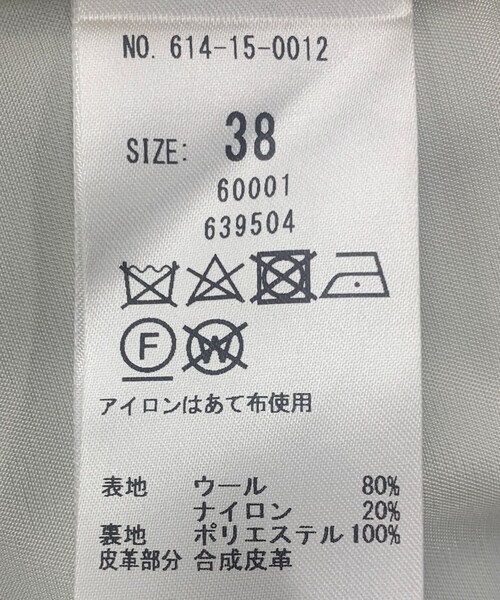 NO. 614-15-0012
SIZE: 38
60001
639504
F W
アイロンはあて布使用
表地 ウール 80%
ナイロン 20%
裏地 ポリエステル 100%
皮革部分 合成皮革